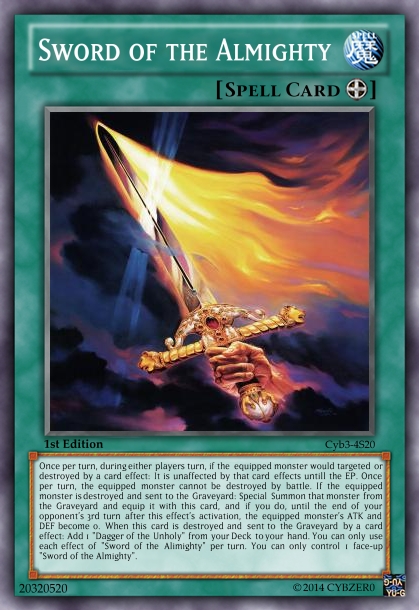 SWORD OF THE ALMIGHTY
魔
[SPELL CARD]
1st Edition Cyb3-4S20
Once per turn, during either players turn, if the equipped monster would targeted or
destroyed by a card effect: It is unaffected by that card effects untill the EP. Once
per turn, the equipped monster cannot be destroyed by battle. If the equipped
monster is destroyed and sent to the Graveyard: Special Summon that monster from
the Graveyard and equip it with this card, and if you do, until the end of your
opponent's 3rd turn after this effect's activation, the equipped monster's ATK and
DEF become 0. When this card is destroyed and sent to the Graveyard by a card
effect: Add 1 "Dagger of the Unholy" from your Deck to your hand. You can only use
each effect of "Sword of the Almighty" per turn. You can only control 1 face-up
"Sword of the Almighty".
20320520 ©2014 CYBZER0
YU-G